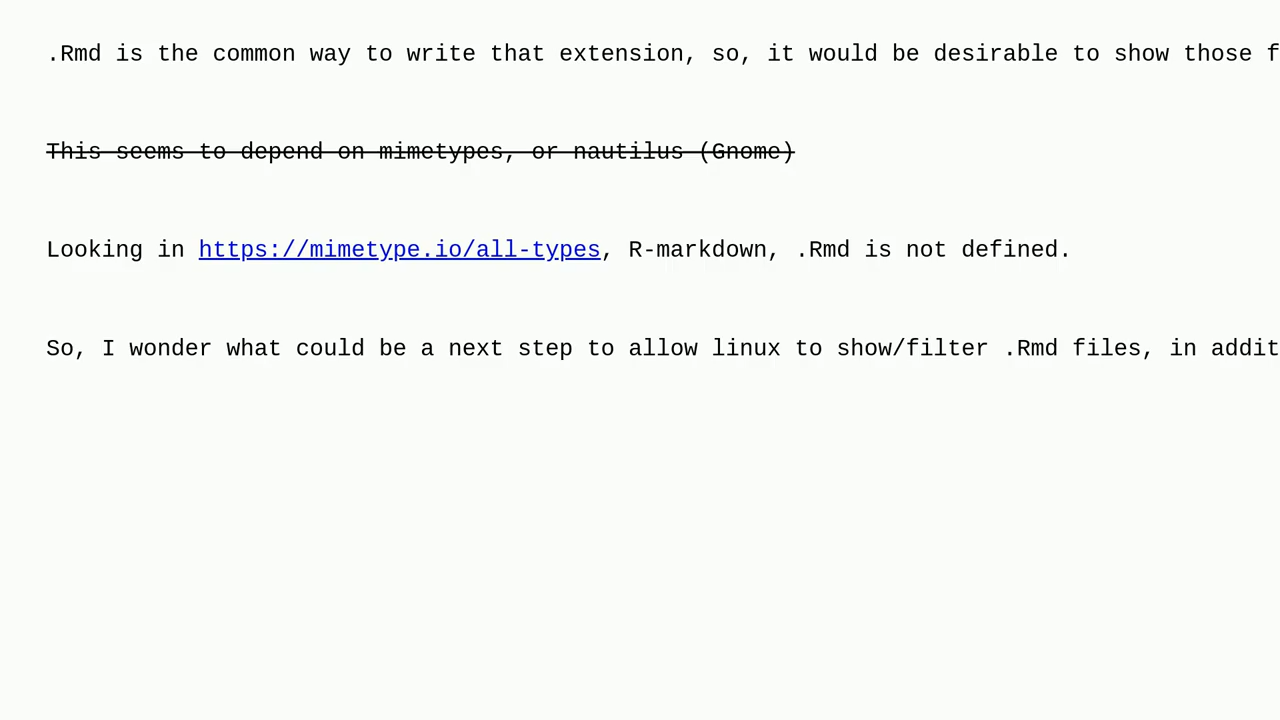 .Rmd is the common way to write that extension, so, it would be desirable to show those
This seems to depend on mimetypes, or nautilus (Gnome)
Looking in https://mimetype.io/all-types, R-markdown, .Rmd is not defined.
So, I wonder what could be a next step to allow linux to show/filter .Rmd files, in